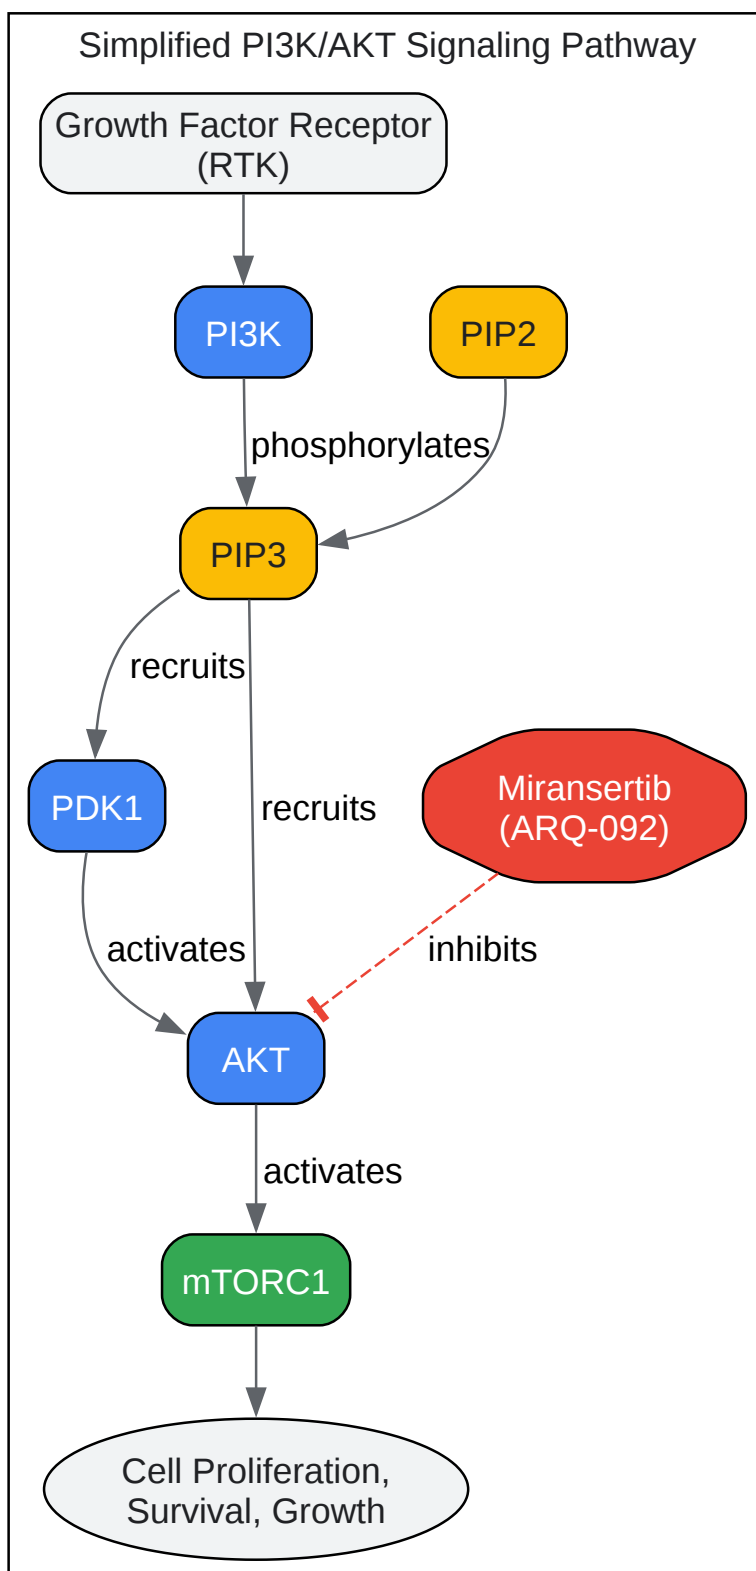 Simplified PI3K/AKT Signaling Pathway
Growth Factor Receptor
(RTK)
PI3K
PIP2
phosphorylates
PIP3
recruits
PDK1
recruits
Miransertib
(ARQ-092)
activates
inhibits
AKT
activates
mTORC1
Cell Proliferation,
Survival, Growth